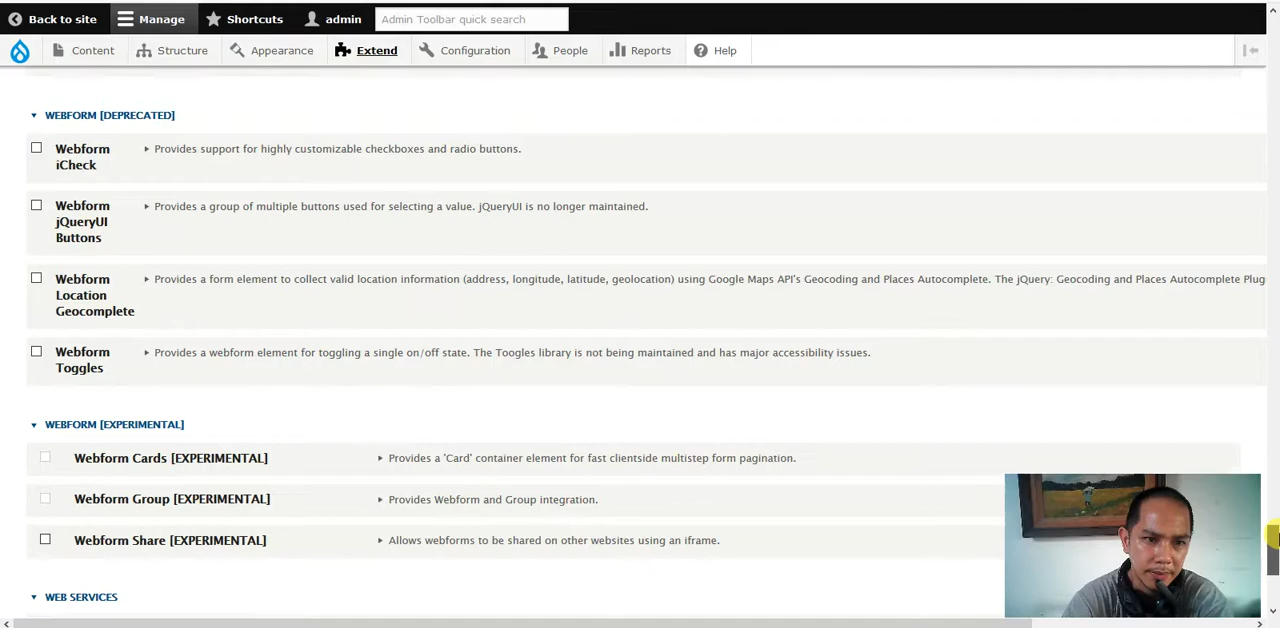 Back to site Manage Shortcuts admin Admin Toolbar quick search
Content Structure Appearance Extend Configuration People Reports Help
WEBFORM [DEPRECATED]
Webform Provides support for highly customizable checkboxes and radio buttons.
iCheck
Webform Provides a group of multiple buttons used for selecting a value. jQueryUI is no longer maintained.
jQueryUI
Buttons
Webform Provides a form element to collect valid location information (address, longitude, latitude, geolocation) using Google Maps API's Geocoding and Places Autocomplete. The jQuery: Geocoding and Places Autocomplete Plug
Location
Geocomplete
Webform Provides a webform element for toggling a single on/off state. The Toogles library is not being maintained and has major accessibility issues.
Toggles
WEBFORM [EXPERIMENTAL]
Webform Cards [EXPERIMENTAL] Provides a 'Card' container element for fast clientside multistep form pagination.
Webform Group [EXPERIMENTAL] Provides Webform and Group integration.
Webform Share [EXPERIMENTAL] Allows webforms to be shared on other websites using an iframe.
WEB SERVICES